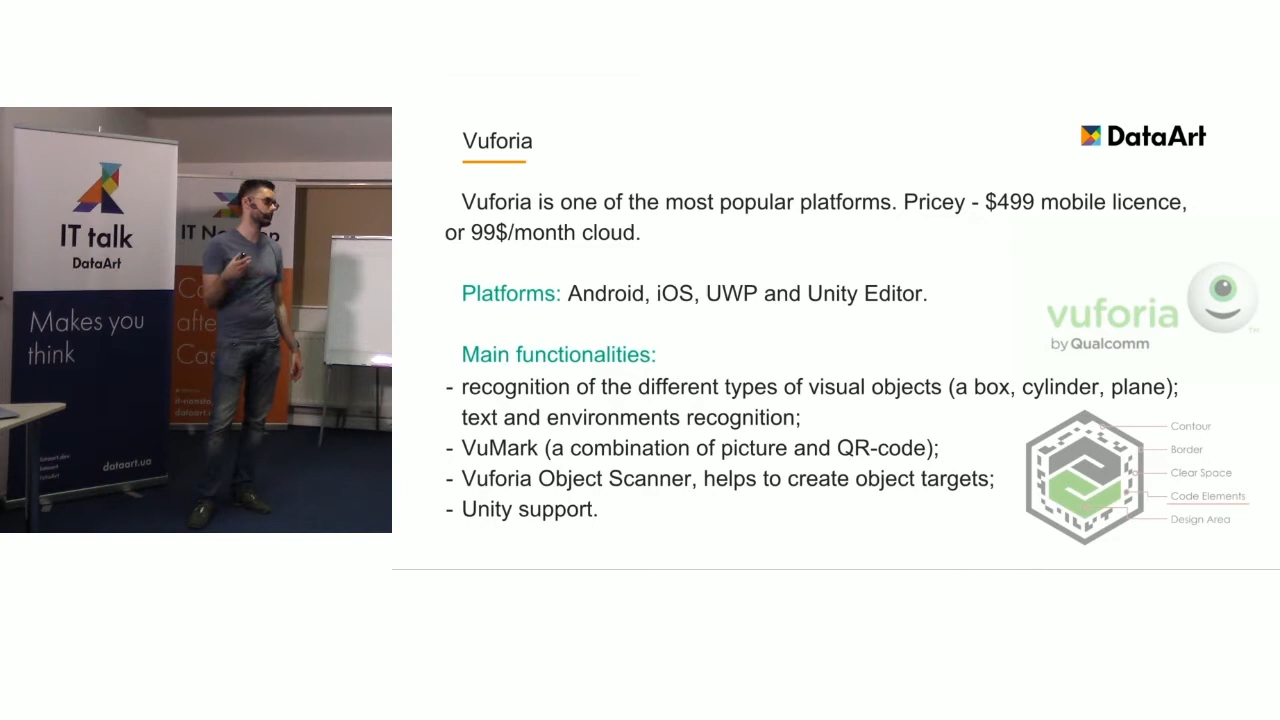 IT talk
DataArt
Makes you
think
dataart.ua
Vuforia
DataArt
Vuforia is one of the most popular platforms. Pricey - $499 mobile licence,
or 99$/month cloud.
Platforms: Android, iOS, UWP and Unity Editor.
vuforia™
by Qualcomm
Main functionalities:
- recognition of the different types of visual objects (a box, cylinder, plane);
text and environments recognition;
- VuMark (a combination of picture and QR-code);
- Vuforia Object Scanner, helps to create object targets;
- Unity support.
Contour
Border
Clear Space
Code Elements
Design Area